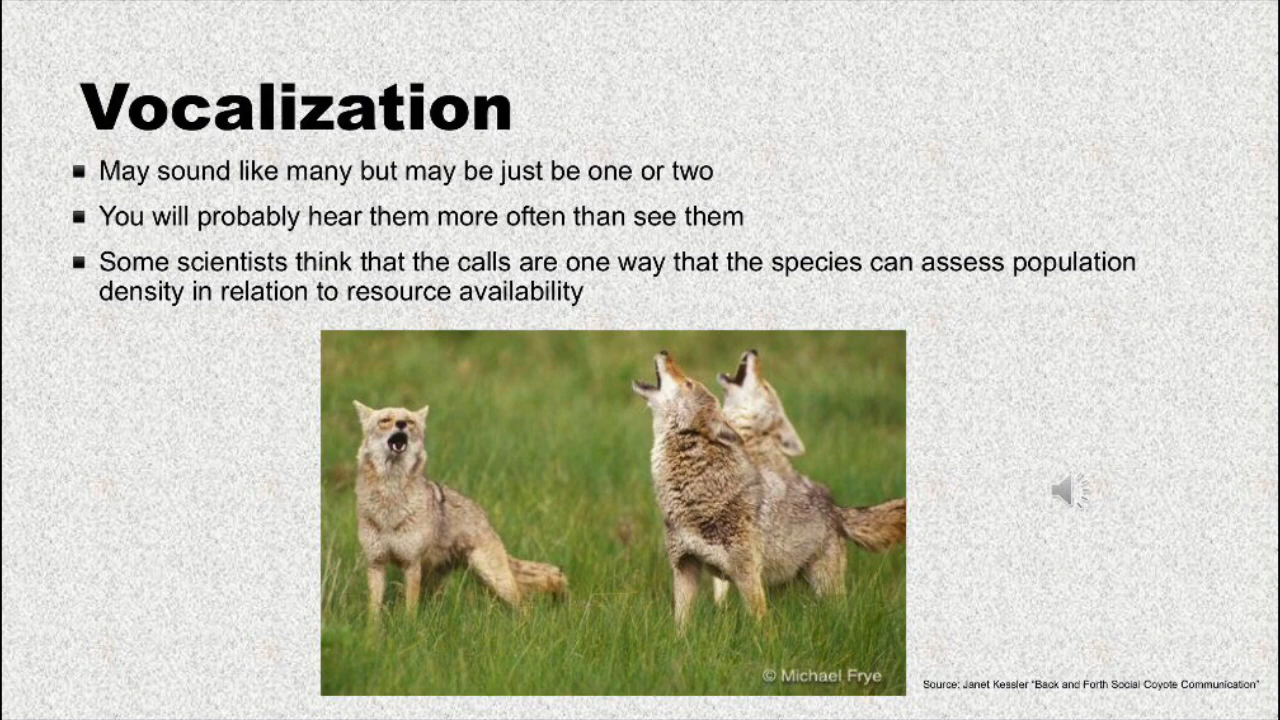 Vocalization
May sound like many but may be just be one or two
You will probably hear them more often than see them
Some scientists think that the calls are one way that the species can assess population
density in relation to resource availability
© Michael Frye
Source: Janet Kessler "Back and Forth Social Coyote Communication"